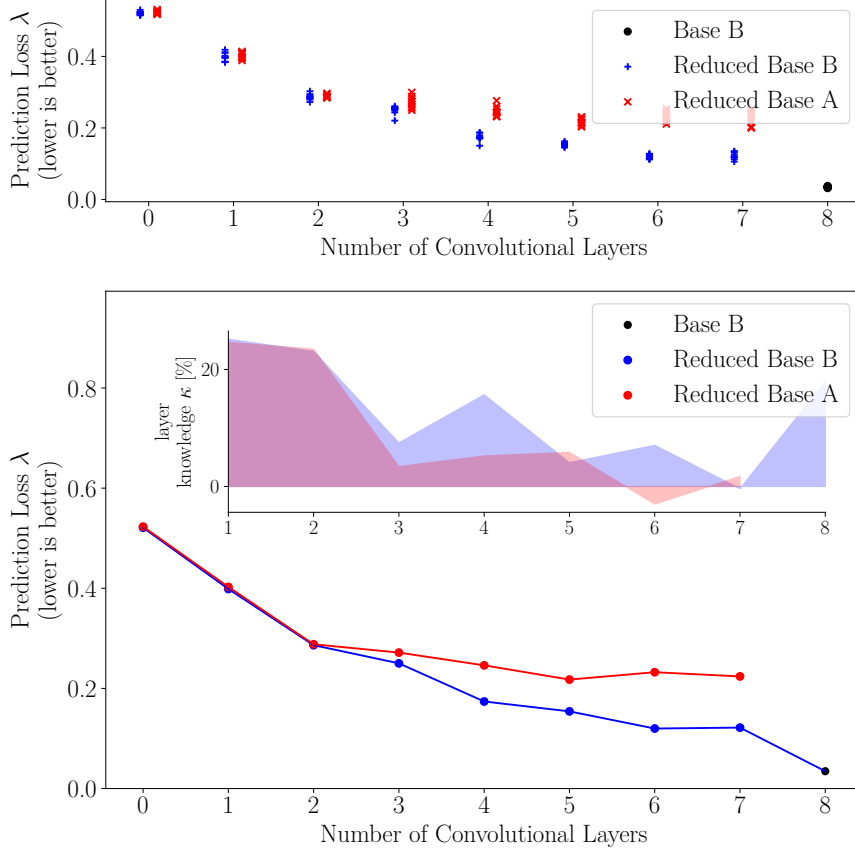 Prediction Loss λ
(lower is better)
0.4
0.2
0.0
Base B
Reduced Base B
Reduced Base A
0 1 2 3 4 5 6 7 8
Number of Convolutional Layers
Prediction Loss λ
(lower is better)
0.8
0.6
0.4
0.2
0.0
Base B
Reduced Base B
Reduced Base A
layer
knowledge κ [%]
20
0
1 2 3 4 5 6 7 8
0 1 2 3 4 5 6 7 8
Number of Convolutional Layers